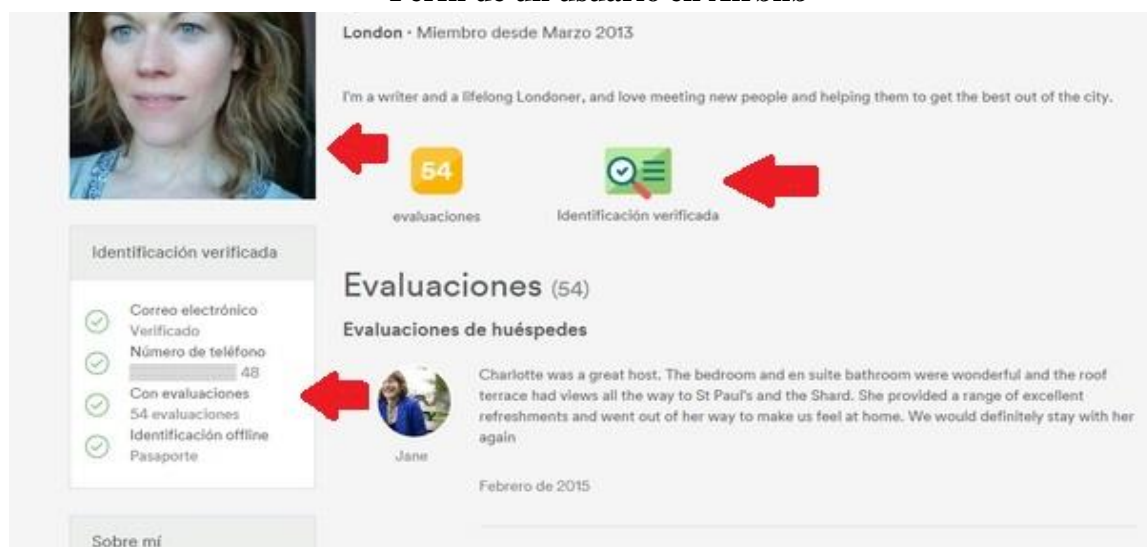 London · Miembro desde Marzo 2013
I'm a writer and a lifelong Londoner, and love meeting new people and helping them to get the best out of the city.
54
evaluaciones
Identificación verificada
Identificación verificada
Correo electrónico
Verificado
Número de teléfono
48
Con evaluaciones
54 evaluaciones
Identificación offline
Pasaporte
Sobre mí
Evaluaciones (54)
Evaluaciones de huéspedes
Charlotte was a great host. The bedroom and en suite bathroom were wonderful and the roof
terrace had views all the way to St Paul's and the Shard. She provided a range of excellent
refreshments and went out of her way to make us feel at home. We would definitely stay with her
again
Jane
Febrero de 2015